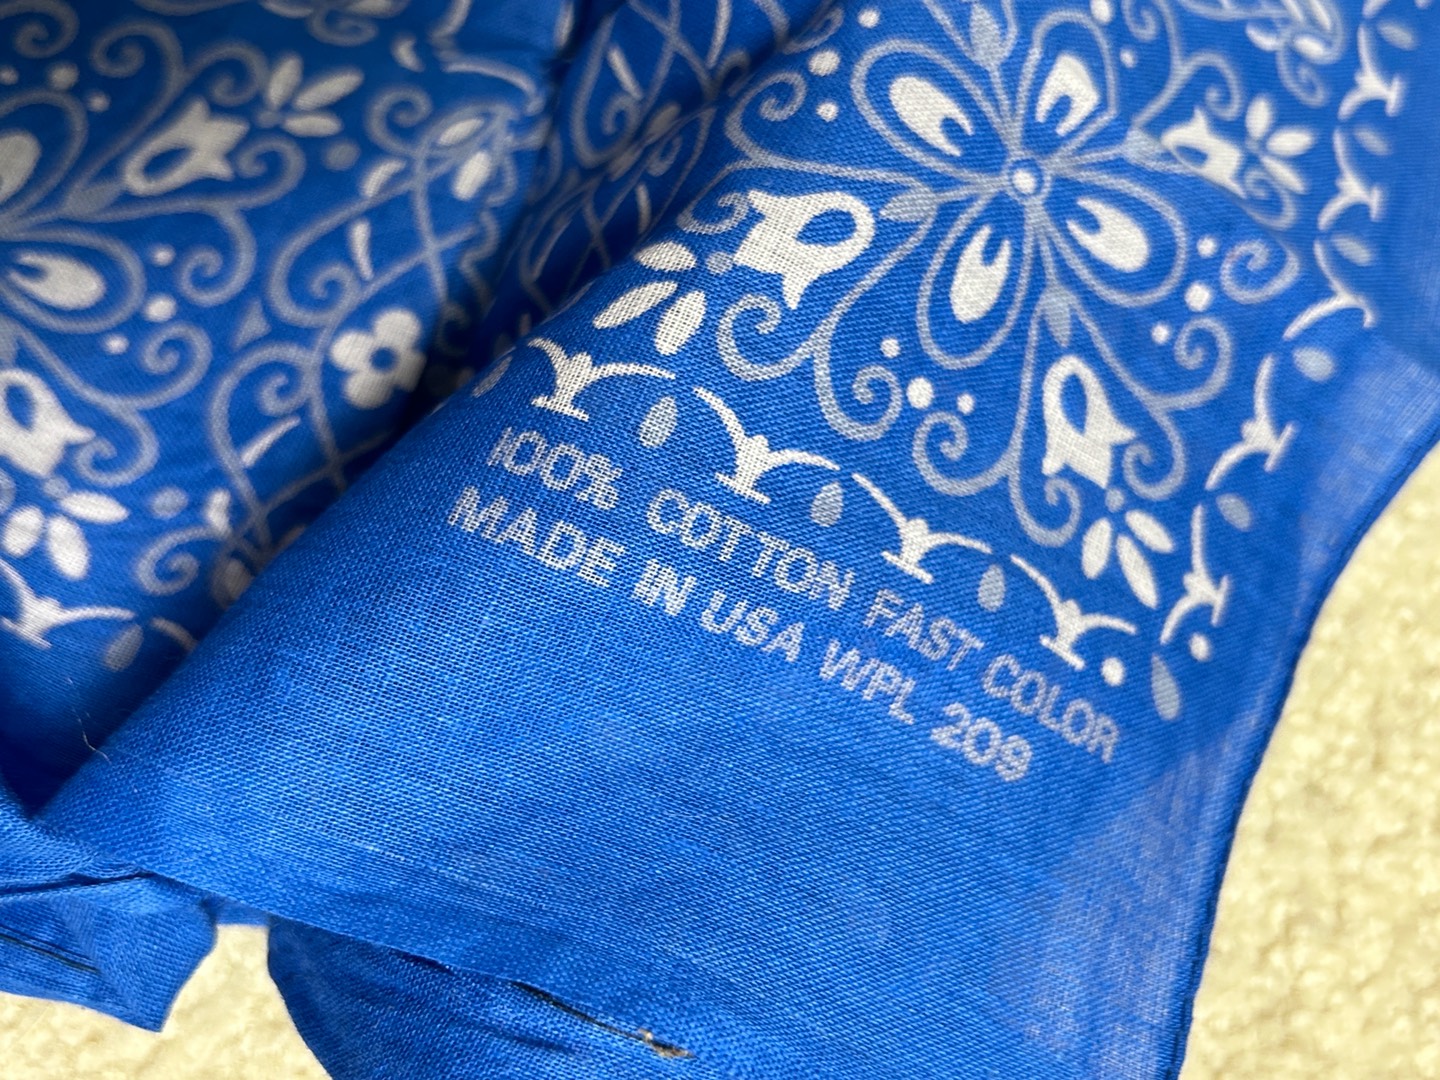 100% COTTON FAST COLOR
MADE IN USA WPL 209